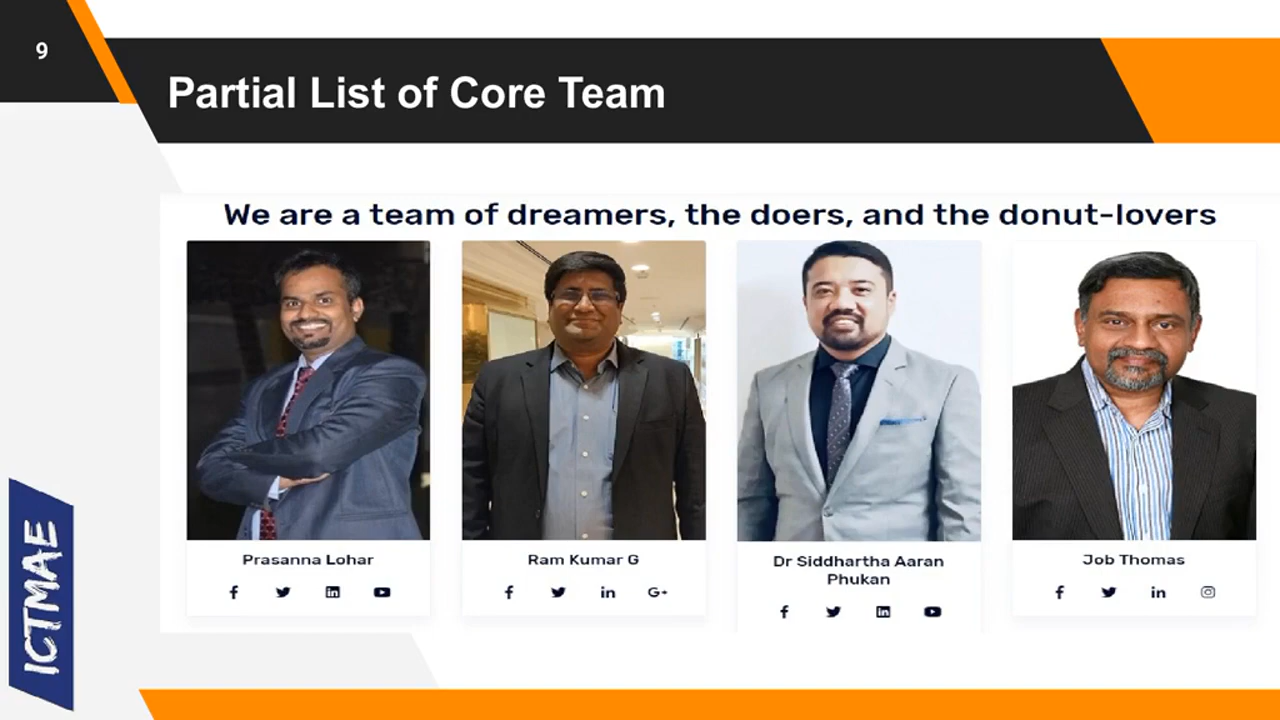 9
Partial List of Core Team
We are a team of dreamers, the doers, and the donut-lovers
Prasanna Lohar
Ram Kumar G
Dr Siddhartha Aaran
Phukan
Job Thomas
G+
ICTMAE